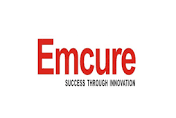 Emcure
SUCCESS THROUGH INNOVATION